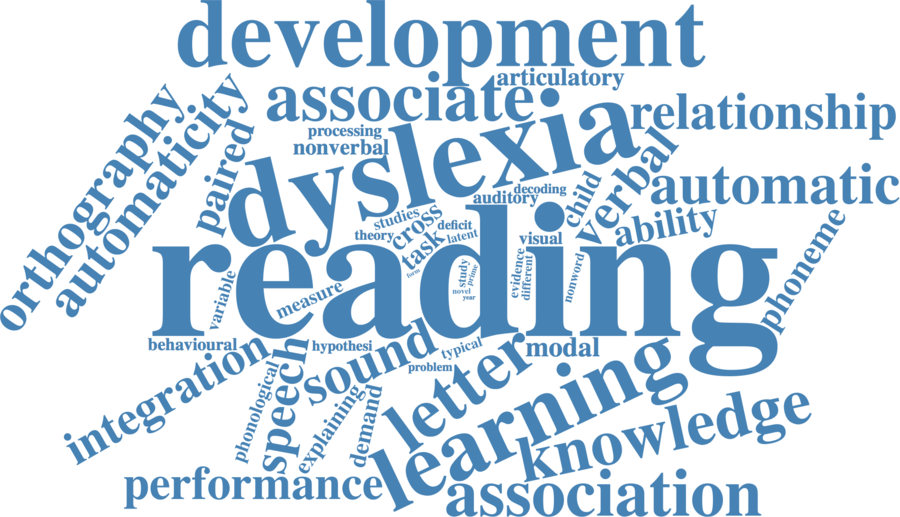 development
articulatory
associate
relationship
orthography
automaticity
processing
nonverbal
paired
dyslexia
verbal
automatic
decoding
auditory
child
ability
studies
theory
cross
deficit
latent
task
form
visual
reading
study
prime
novel
year
evidence
different
nonword
phoneme
variable
measure
behavioural
hypothesi
integration
sound
typical
problem
modal
letter
learning
speech
phonological
explaining
demand
knowledge
performance
association